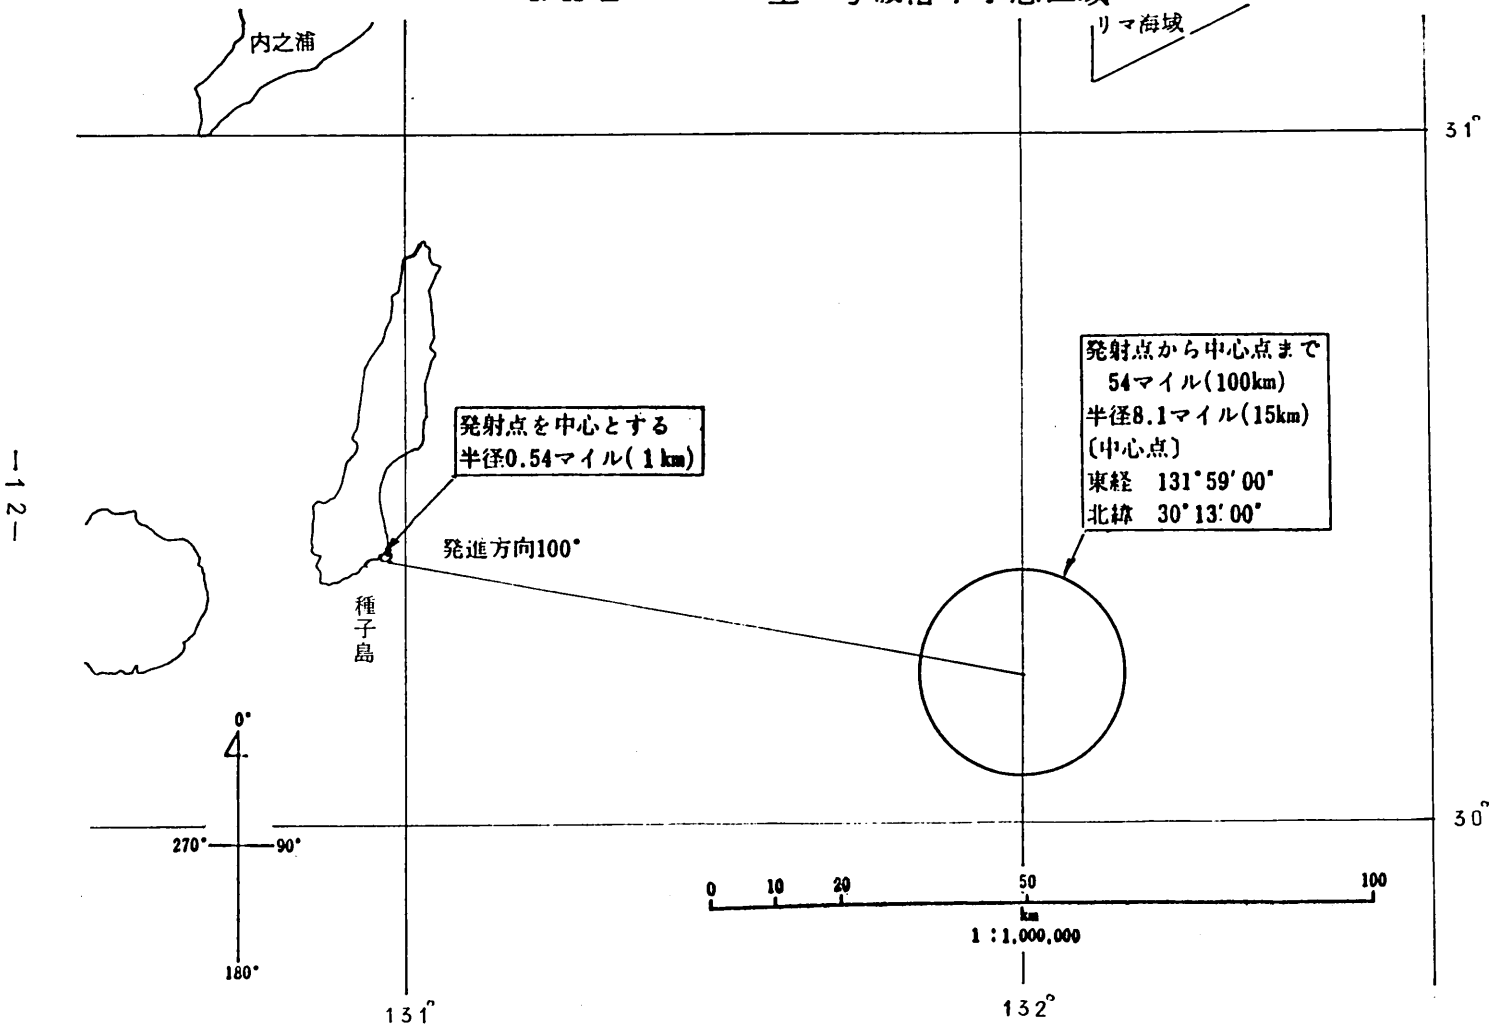 内之浦
リマ海域
31°
発射点から中心点まで
54マイル(100km)
半径8.1マイル(15km)
〔中心点〕
東経 131°59′00″
北緯 30°13′00″
発射点を中心とする
半径0.54マイル(1km)
発進方向100°
種子島
－12－
0°
270°
90°
180°
30°
0 10 20 50 100
km
1:1,000,000
131°
132°